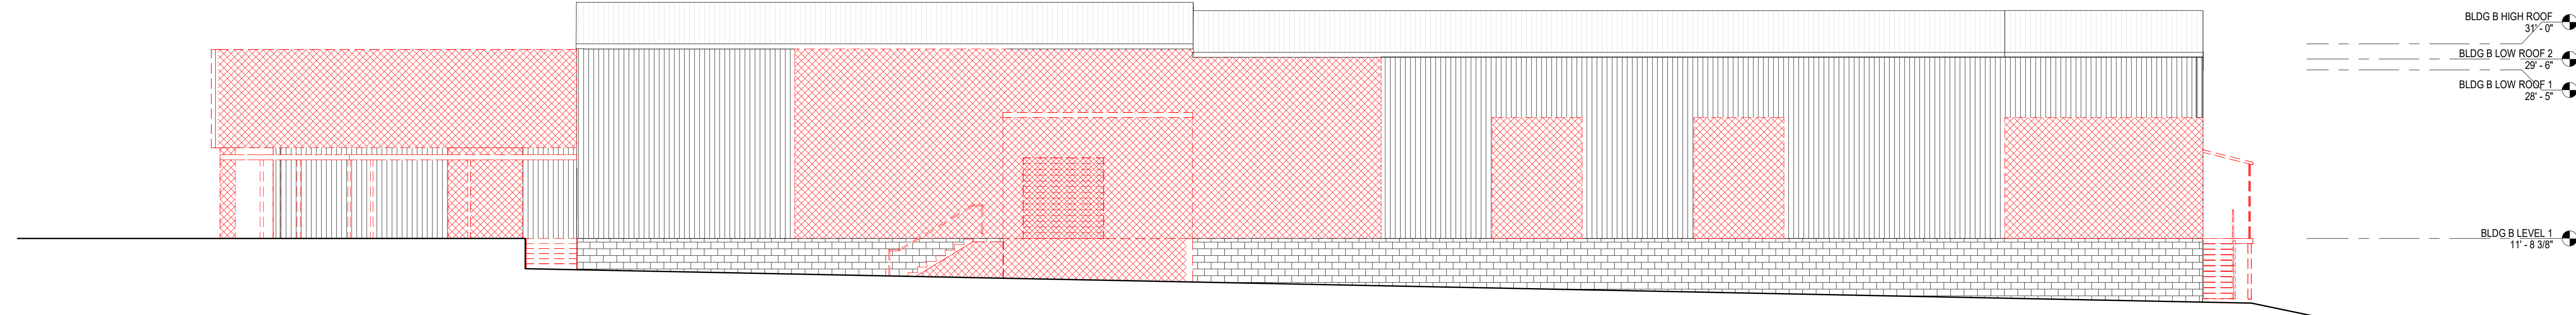 BLDG B HIGH ROOF
31' - 0"
BLDG B LOW ROOF 2
29' - 6"
BLDG B LOW ROOF 1
28' - 5"
BLDG B LEVEL 1
11' - 8 3/8"